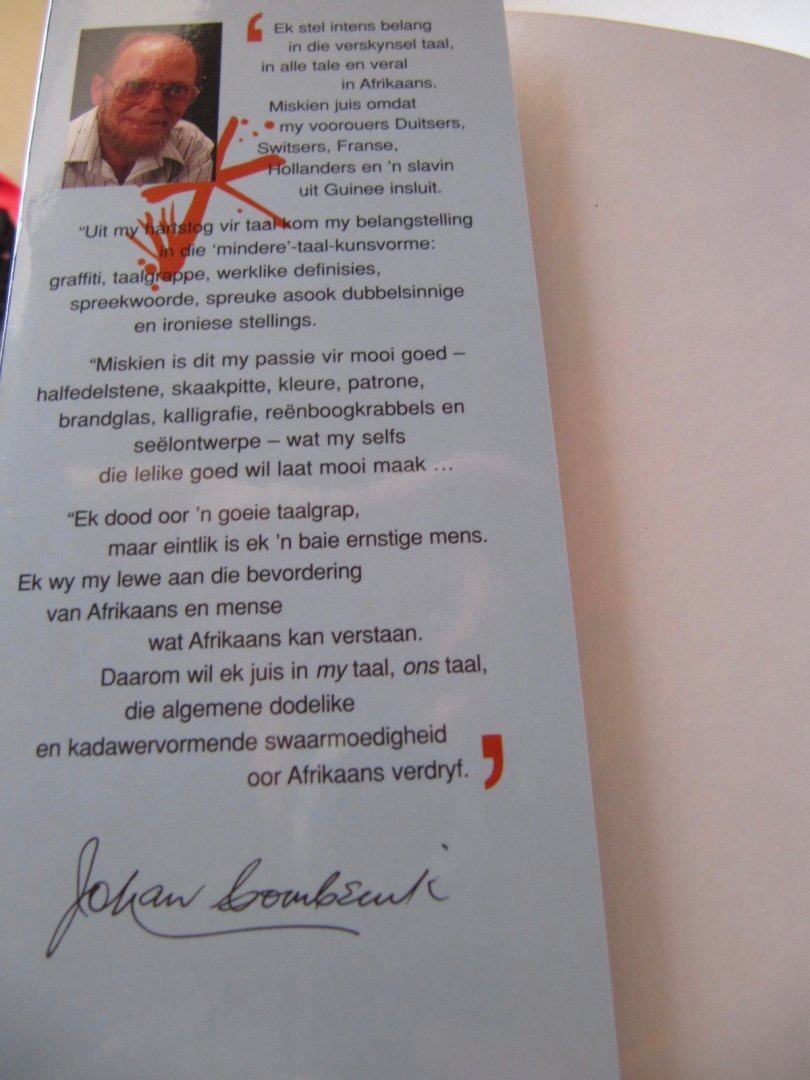 ‘Ek stel intens belang
in die verskynsel taal,
in alle tale en veral
in Afrikaans.
Miskien juis omdat
my voorouers Duitsers,
Switsers, Franse,
Hollanders en 'n slavin
uit Guinee insluit.
“Uit my hartstog vir taal kom my belangstelling
in die ‘mindere’-taal-kunsvorme:
graffiti, taalgrappe, werklike definisies,
spreekwoorde, spreuke asook dubbelsinnige
en ironiese stellings.
“Miskien is dit my passie vir mooi goed –
halfedelstene, skaakpitte, kleure, patrone,
brandglas, kalligrafie, reënboogkrabbels en
seëlontwerpe – wat my selfs
die lelike goed wil laat mooi maak ...
“Ek dood oor 'n goeie taalgrap,
maar eintlik is ek 'n baie ernstige mens.
Ek wy my lewe aan die bevordering
van Afrikaans en mense
wat Afrikaans kan verstaan.
Daarom wil ek juis in my taal, ons taal,
die algemene dodelike
en kadawervormende swaarmoedigheid
oor Afrikaans verdryf.’
Johan